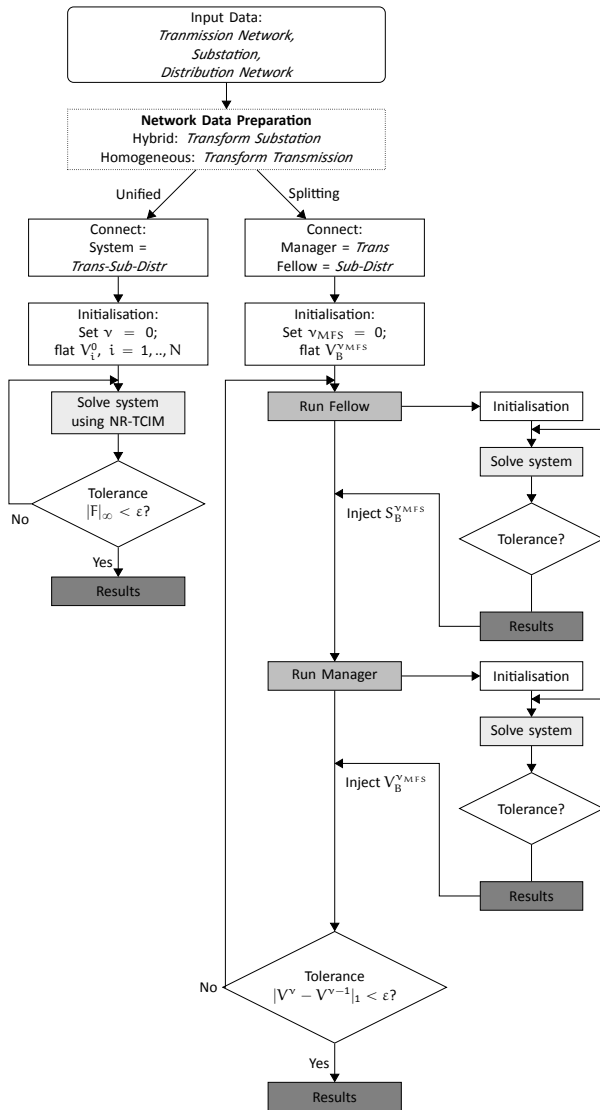 Input Data:
Tranmission Network,
Substation,
Distribution Network
Network Data Preparation
Hybrid: Transform Substation
Homogeneous: Transform Transmission
Unified
Splitting
Connect:
System =
Trans-Sub-Distr
Connect:
Manager = Trans
Fellow = Sub-Distr
Initialisation:
Set ν = 0;
flat V_i^0, i = 1,.., N
Initialisation:
Set ν_MFS = 0;
flat V_B^{ν_MFS}
Solve system
using NR-TCIM
Run Fellow
Initialisation
Solve system
Tolerance
|F|_∞ < ε?
No
Yes
Results
Inject S_B^{ν_MFS}
Tolerance?
Results
Run Manager
Initialisation
Solve system
Inject V_B^{ν_MFS}
Tolerance?
Results
Tolerance
|V^ν − V^{ν−1}|_1 < ε?
No
Yes
Results